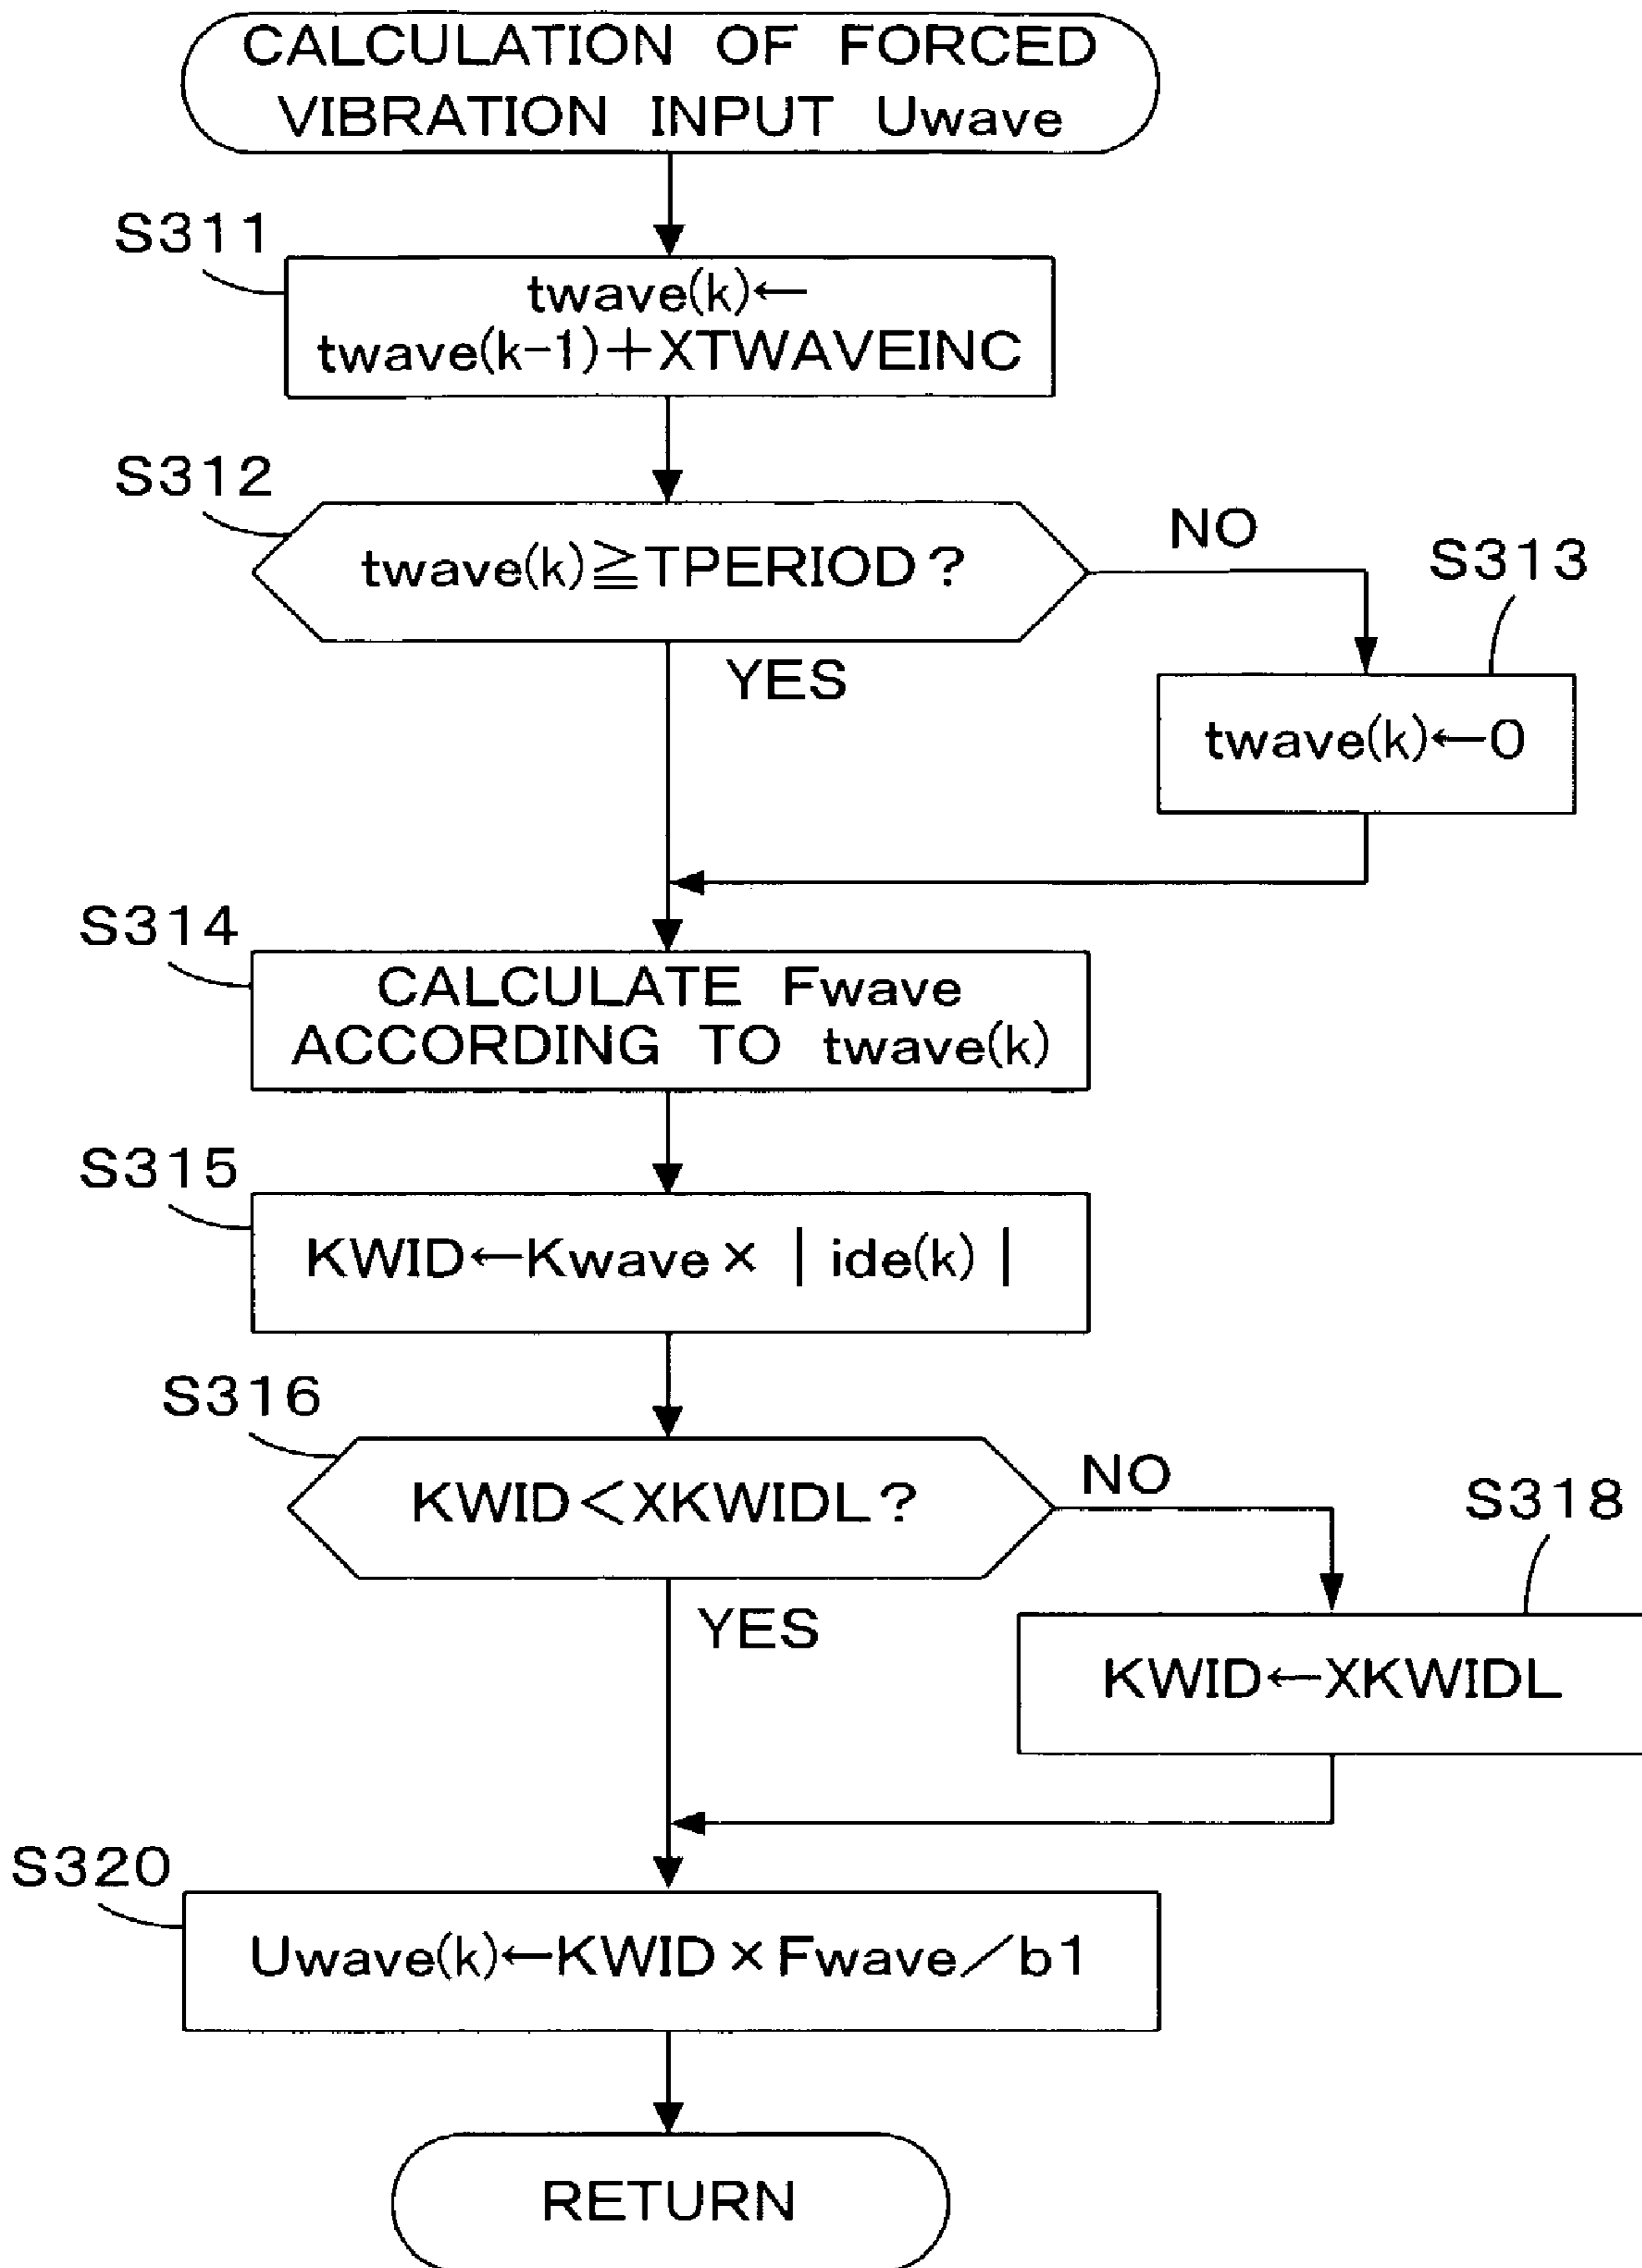 CALCULATION OF FORCED
VIBRATION INPUT Uwave
S311
twave(k)←
twave(k-1)+XTWAVEINC
S312
twave(k)≧TPERIOD?
NO
S313
YES
twave(k)←0
S314
CALCULATE Fwave
ACCORDING TO twave(k)
S315
KWID←Kwave×|ide(k)|
S316
KWID<XKWIDL?
NO
S318
YES
KWID←XKWIDL
S320
Uwave(k)←KWID×Fwave/b1
RETURN